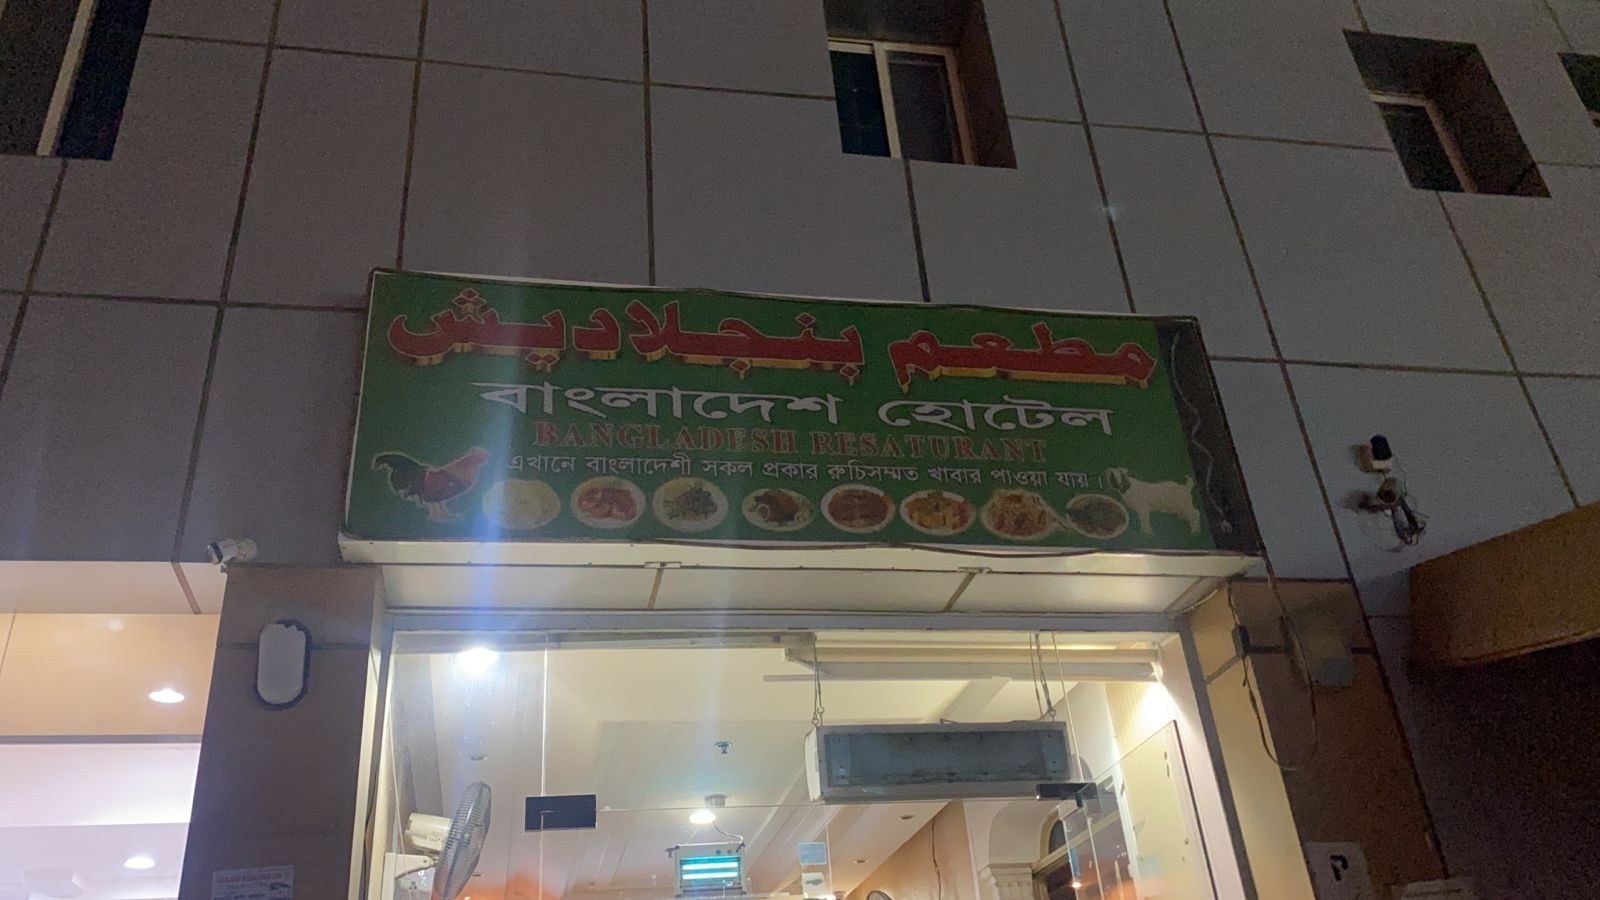 مطعم بنجلاديش
বাংলাদেশ হোটেল
BANGLADESH RESATURANT
এখানে বাংলাদেশী সকল প্রকার রুচিসম্মত খাবার পাওয়া যায়।